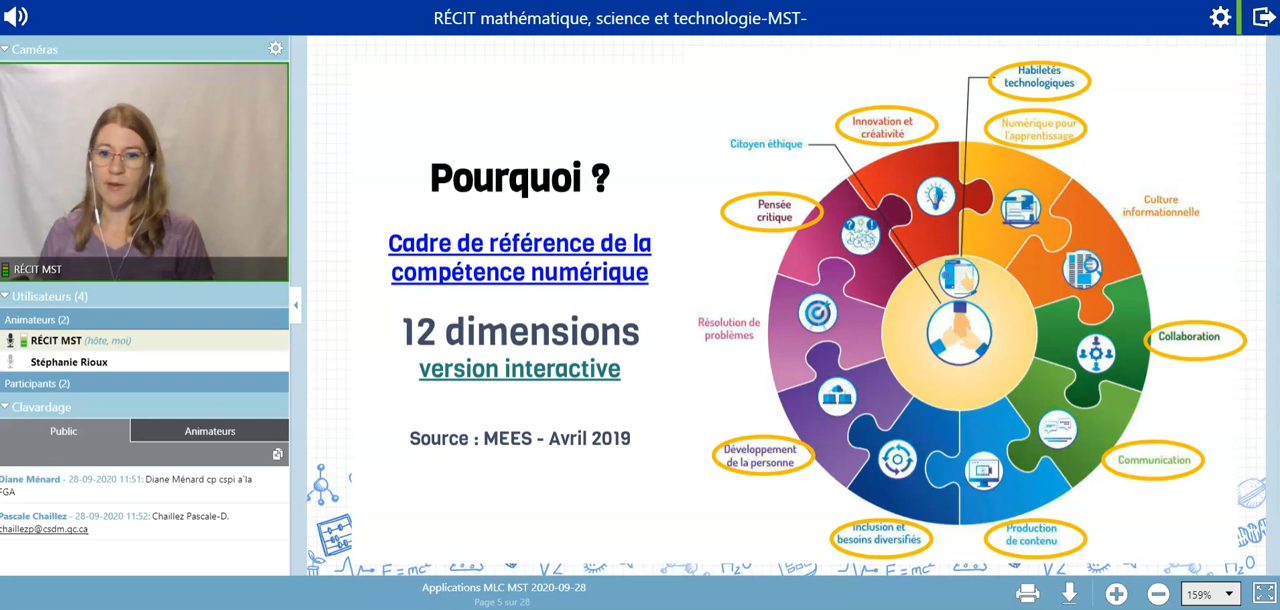 RÉCIT mathématique, science et technologie-MST-
Caméras
RÉCIT MST
Utilisateurs (4)
Animateurs (2)
RÉCIT MST (hôte, moi)
Stéphanie Rioux
Participants (2)
Clavardage
Public
Animateurs
Diane Ménard - 28-09-2020 11:51: Diane Ménard cp cspi a'la
FGA
Pascale Chaillez - 28-09-2020 11:52: Chaillez Pascale-D.
chaillezp@csdm.qc.ca
Pourquoi ?
Cadre de référence de la
compétence numérique
12 dimensions
version interactive
Source : MEES - Avril 2019
Habiletés
technologiques
Innovation et
créativité
Numérique pour
l'apprentissage
Citoyen éthique
Pensée
critique
Culture
informationnelle
Résolution de
problèmes
Collaboration
Développement
de la personne
Communication
Inclusion et
besoins diversifiés
Production
de contenu
E=mc²
H₂O
E=mc²
H₂O
Applications MLC MST 2020-09-28
Page 5 sur 28
159%